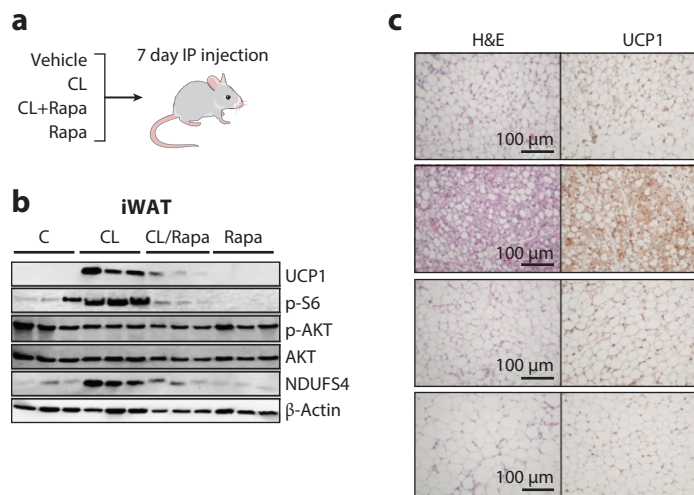 a
Vehicle
CL
CL+Rapa
Rapa
7 day IP injection
b
iWAT
C CL CL/Rapa Rapa
UCP1
p-S6
p-AKT
AKT
NDUFS4
β-Actin
c
H&E UCP1
100 µm
100 µm
100 µm
100 µm